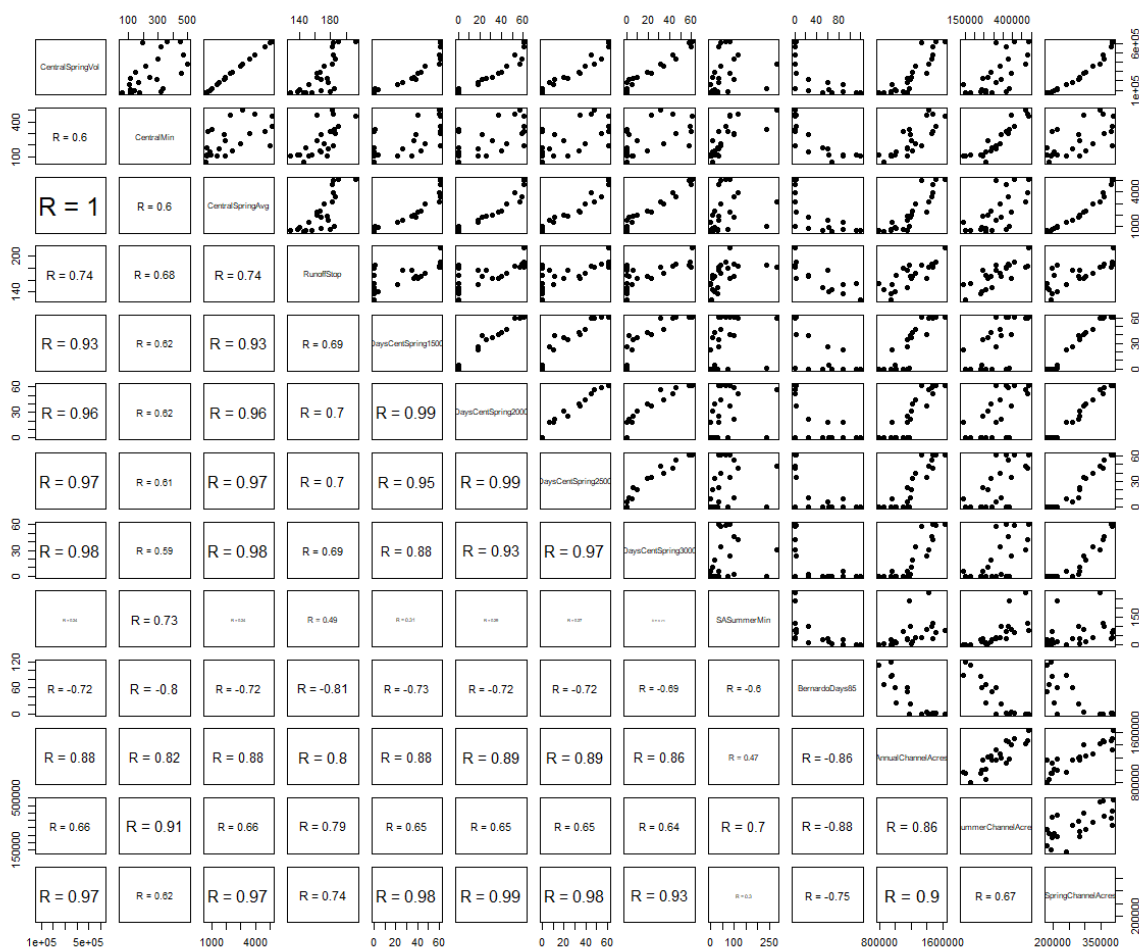 100 300 500 140 180 0 20 40 60 0 20 40 60 0 40 80 150000 400000
CentralSpringVol 1e+05 6e+05
100 400 R = 0.6 CentralMin
R = 1 R = 0.6 CentralSpringAvg 1000 4000
140 200 R = 0.74 R = 0.68 R = 0.74 RunoffStop
R = 0.93 R = 0.62 R = 0.93 R = 0.69 DaysCentSpring1500 0 30 60
0 30 60 R = 0.96 R = 0.62 R = 0.96 R = 0.7 R = 0.99 DaysCentSpring2000
R = 0.97 R = 0.61 R = 0.97 R = 0.7 R = 0.95 R = 0.99 DaysCentSpring2500 0 30 60
0 30 60 R = 0.98 R = 0.59 R = 0.98 R = 0.69 R = 0.88 R = 0.93 R = 0.97 DaysCentSpring3000
R = 0.73 R = 0.49 R = 0.31 SASummerMin 0 150
0 60 120 R = -0.72 R = -0.8 R = -0.72 R = -0.81 R = -0.73 R = -0.72 R = -0.72 R = -0.69 R = -0.6 BernardoDays85
R = 0.88 R = 0.82 R = 0.88 R = 0.8 R = 0.88 R = 0.89 R = 0.89 R = 0.86 R = 0.47 R = -0.86 AnnualChannelAcres 800000 1600000
150000 500000 R = 0.66 R = 0.91 R = 0.66 R = 0.79 R = 0.65 R = 0.65 R = 0.65 R = 0.64 R = 0.7 R = -0.88 R = 0.86 ummerChannelAcre
R = 0.97 R = 0.62 R = 0.97 R = 0.74 R = 0.98 R = 0.99 R = 0.98 R = 0.93 R = 0.3 R = -0.75 R = 0.9 R = 0.67 SpringChannelAcres 200000
1e+05 5e+05 1000 4000 0 20 40 60 0 20 40 60 0 100 250 800000 1600000 200000 350000